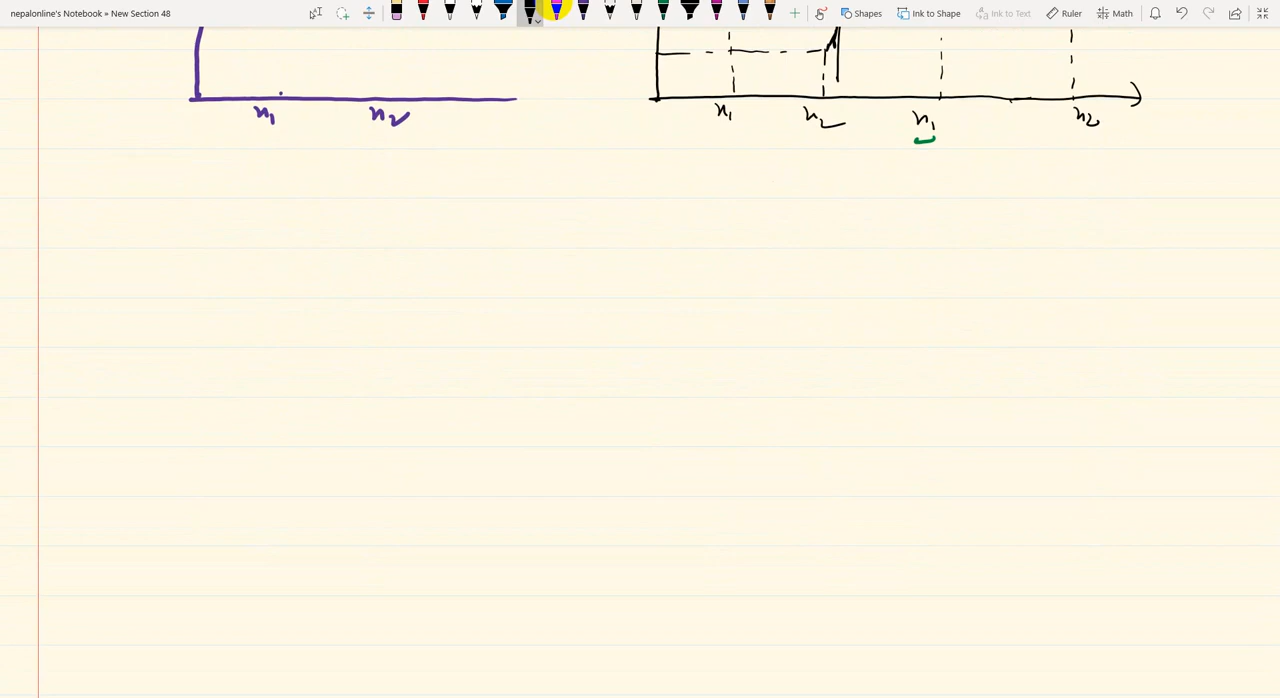 nepalonline's Notebook » New Section 48
Shapes
Ink to Shape
Ink to Text
Ruler
Math
x₁ x₂ x₁ x₂ x₁ x₂